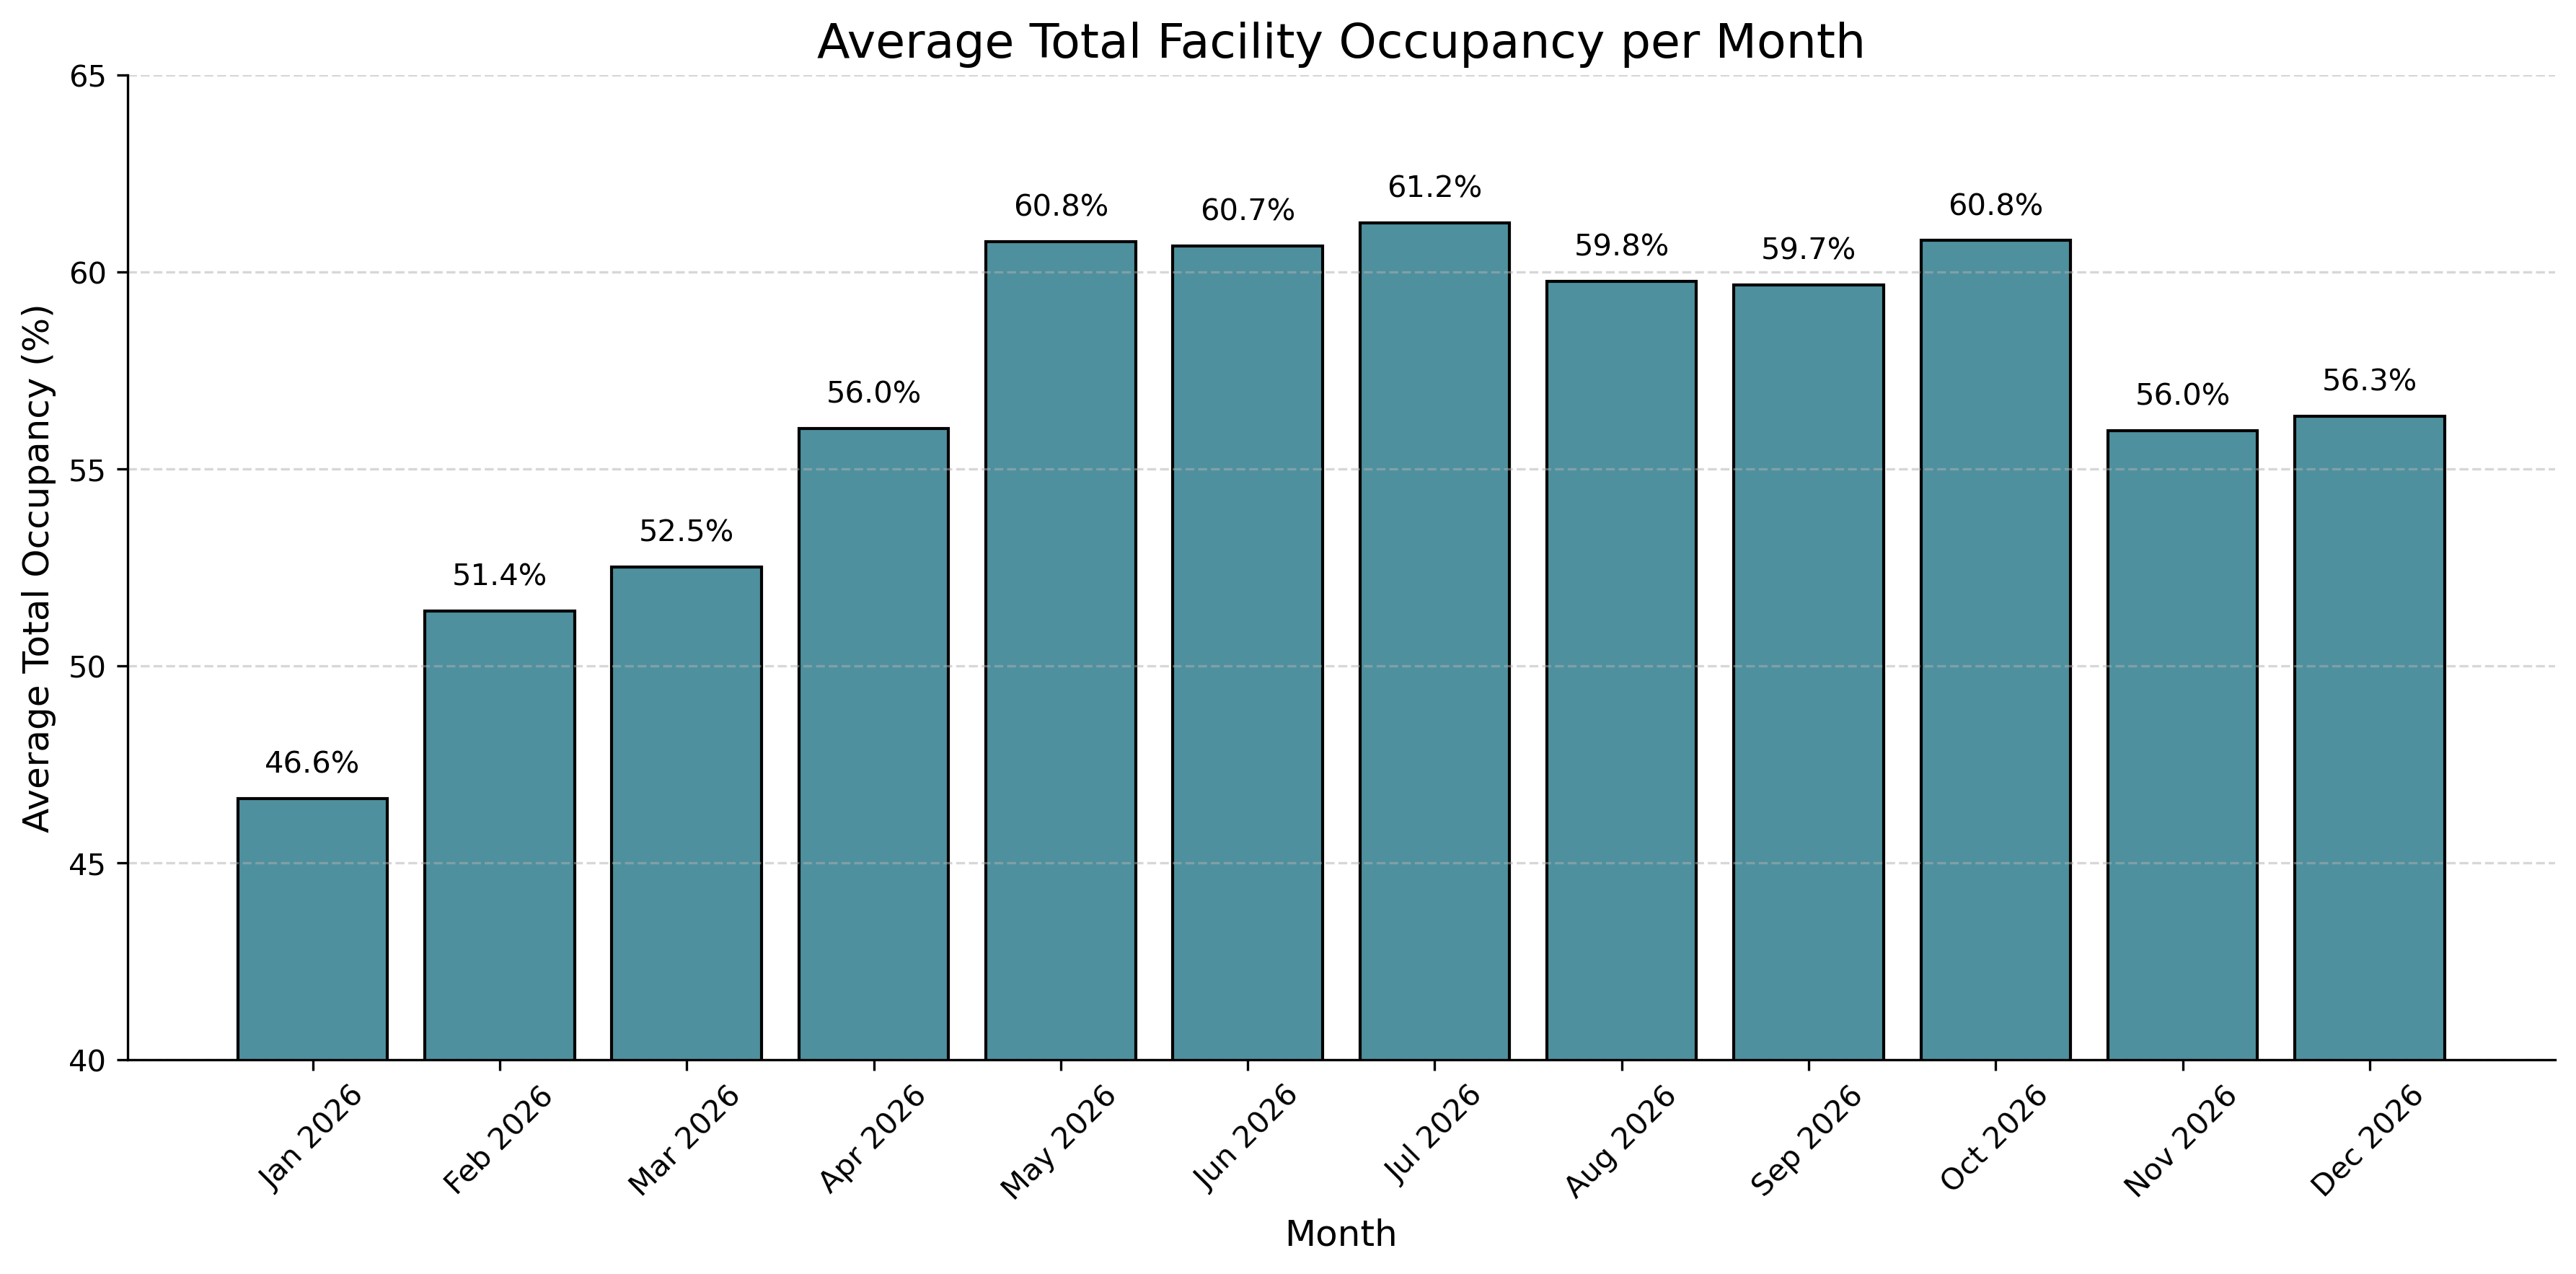 Average Total Facility Occupancy per Month
Average Total Occupancy (%)
65
60
55
50
45
40
46.6%
51.4%
52.5%
56.0%
60.8%
60.7%
61.2%
59.8%
59.7%
60.8%
56.0%
56.3%
Jan 2026
Feb 2026
Mar 2026
Apr 2026
May 2026
Jun 2026
Jul 2026
Aug 2026
Sep 2026
Oct 2026
Nov 2026
Dec 2026
Month